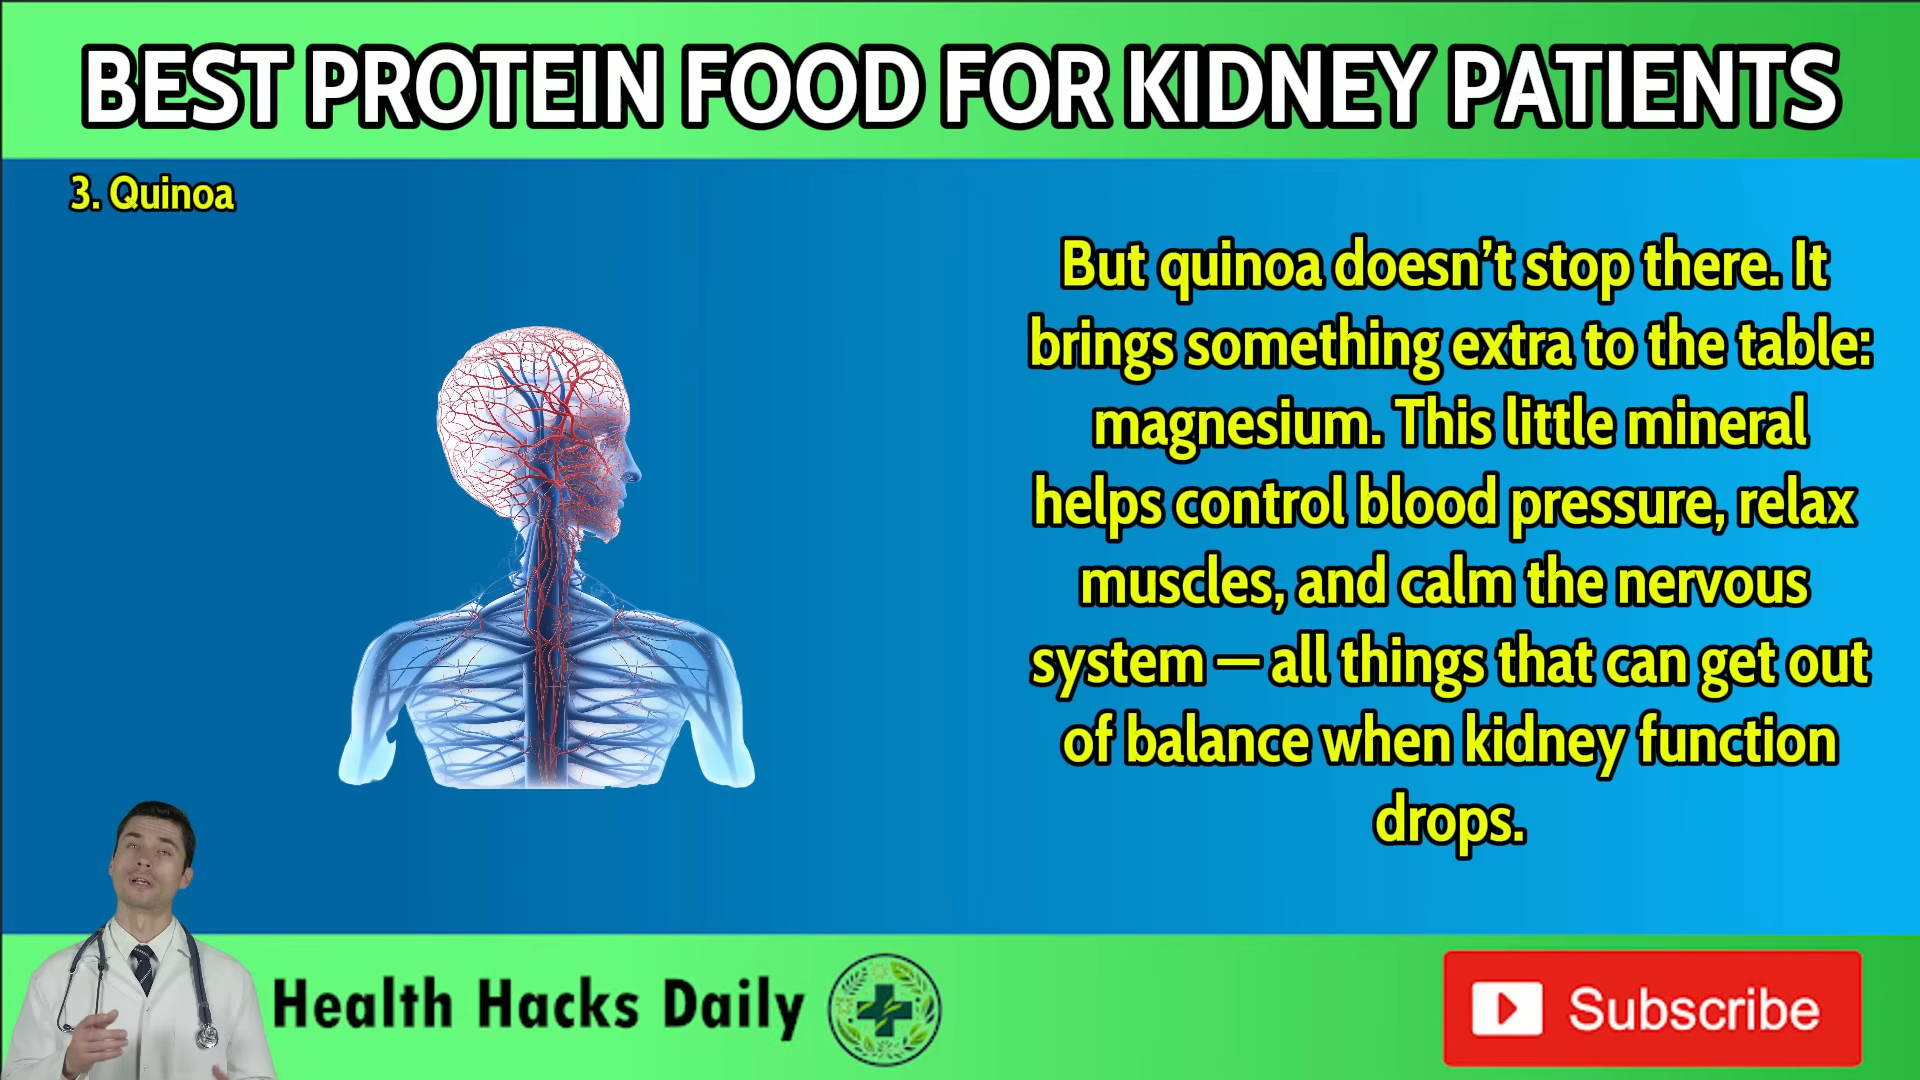 BEST PROTEIN FOOD FOR KIDNEY PATIENTS
3. Quinoa
But quinoa doesn’t stop there. It
brings something extra to the table:
magnesium. This little mineral
helps control blood pressure, relax
muscles, and calm the nervous
system — all things that can get out
of balance when kidney function
drops.
Health Hacks Daily
Subscribe